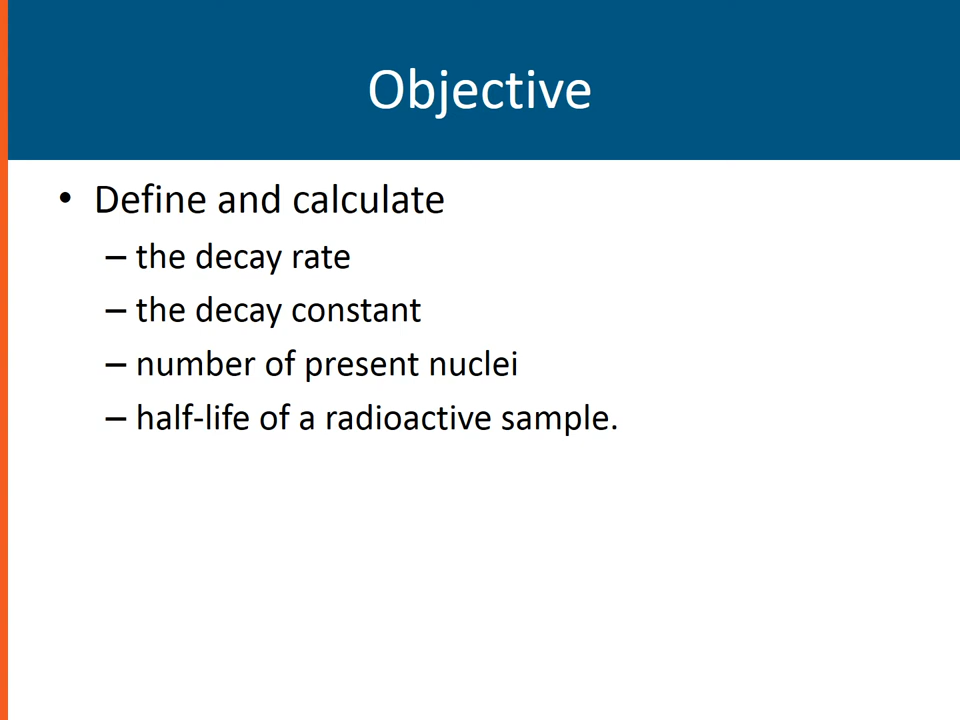 Objective
• Define and calculate
– the decay rate
– the decay constant
– number of present nuclei
– half-life of a radioactive sample.